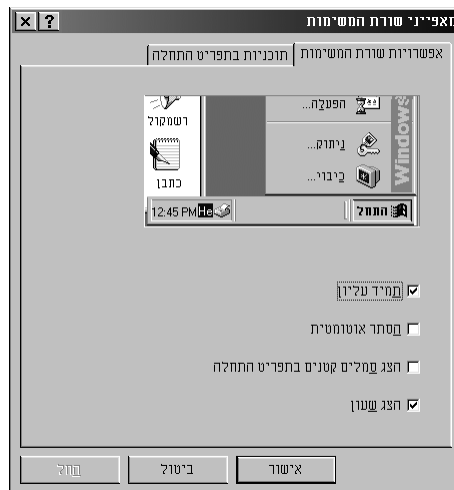 מאפייני שורת המשימות
אפשרויות שורת המשימות
תוכניות בתפריט התחלה
הפעלה...
ניתוק...
כיבוי...
Windows
רשמקול
כתבן
התחל
He
12:45 PM
תמיד עליון
הסתר אוטומטית
הצג סמלים קטנים בתפריט התחלה
הצג שעון
אישור
ביטול
החל